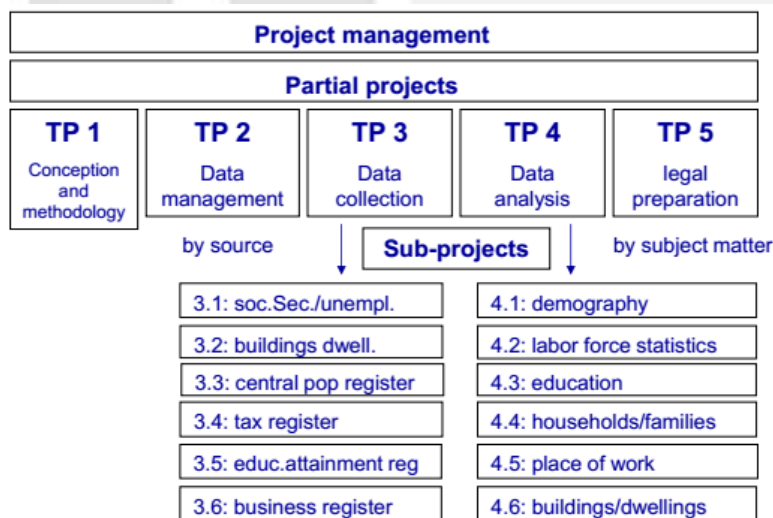 Project management
Partial projects
TP 1
Conception
and
methodology
TP 2
Data
management
TP 3
Data
collection
TP 4
Data
analysis
TP 5
legal
preparation
by source
Sub-projects
by subject matter
3.1: soc.Sec./unempl.
3.2: buildings dwell.
3.3: central pop register
3.4: tax register
3.5: educ.attainment reg
3.6: business register
4.1: demography
4.2: labor force statistics
4.3: education
4.4: households/families
4.5: place of work
4.6: buildings/dwellings